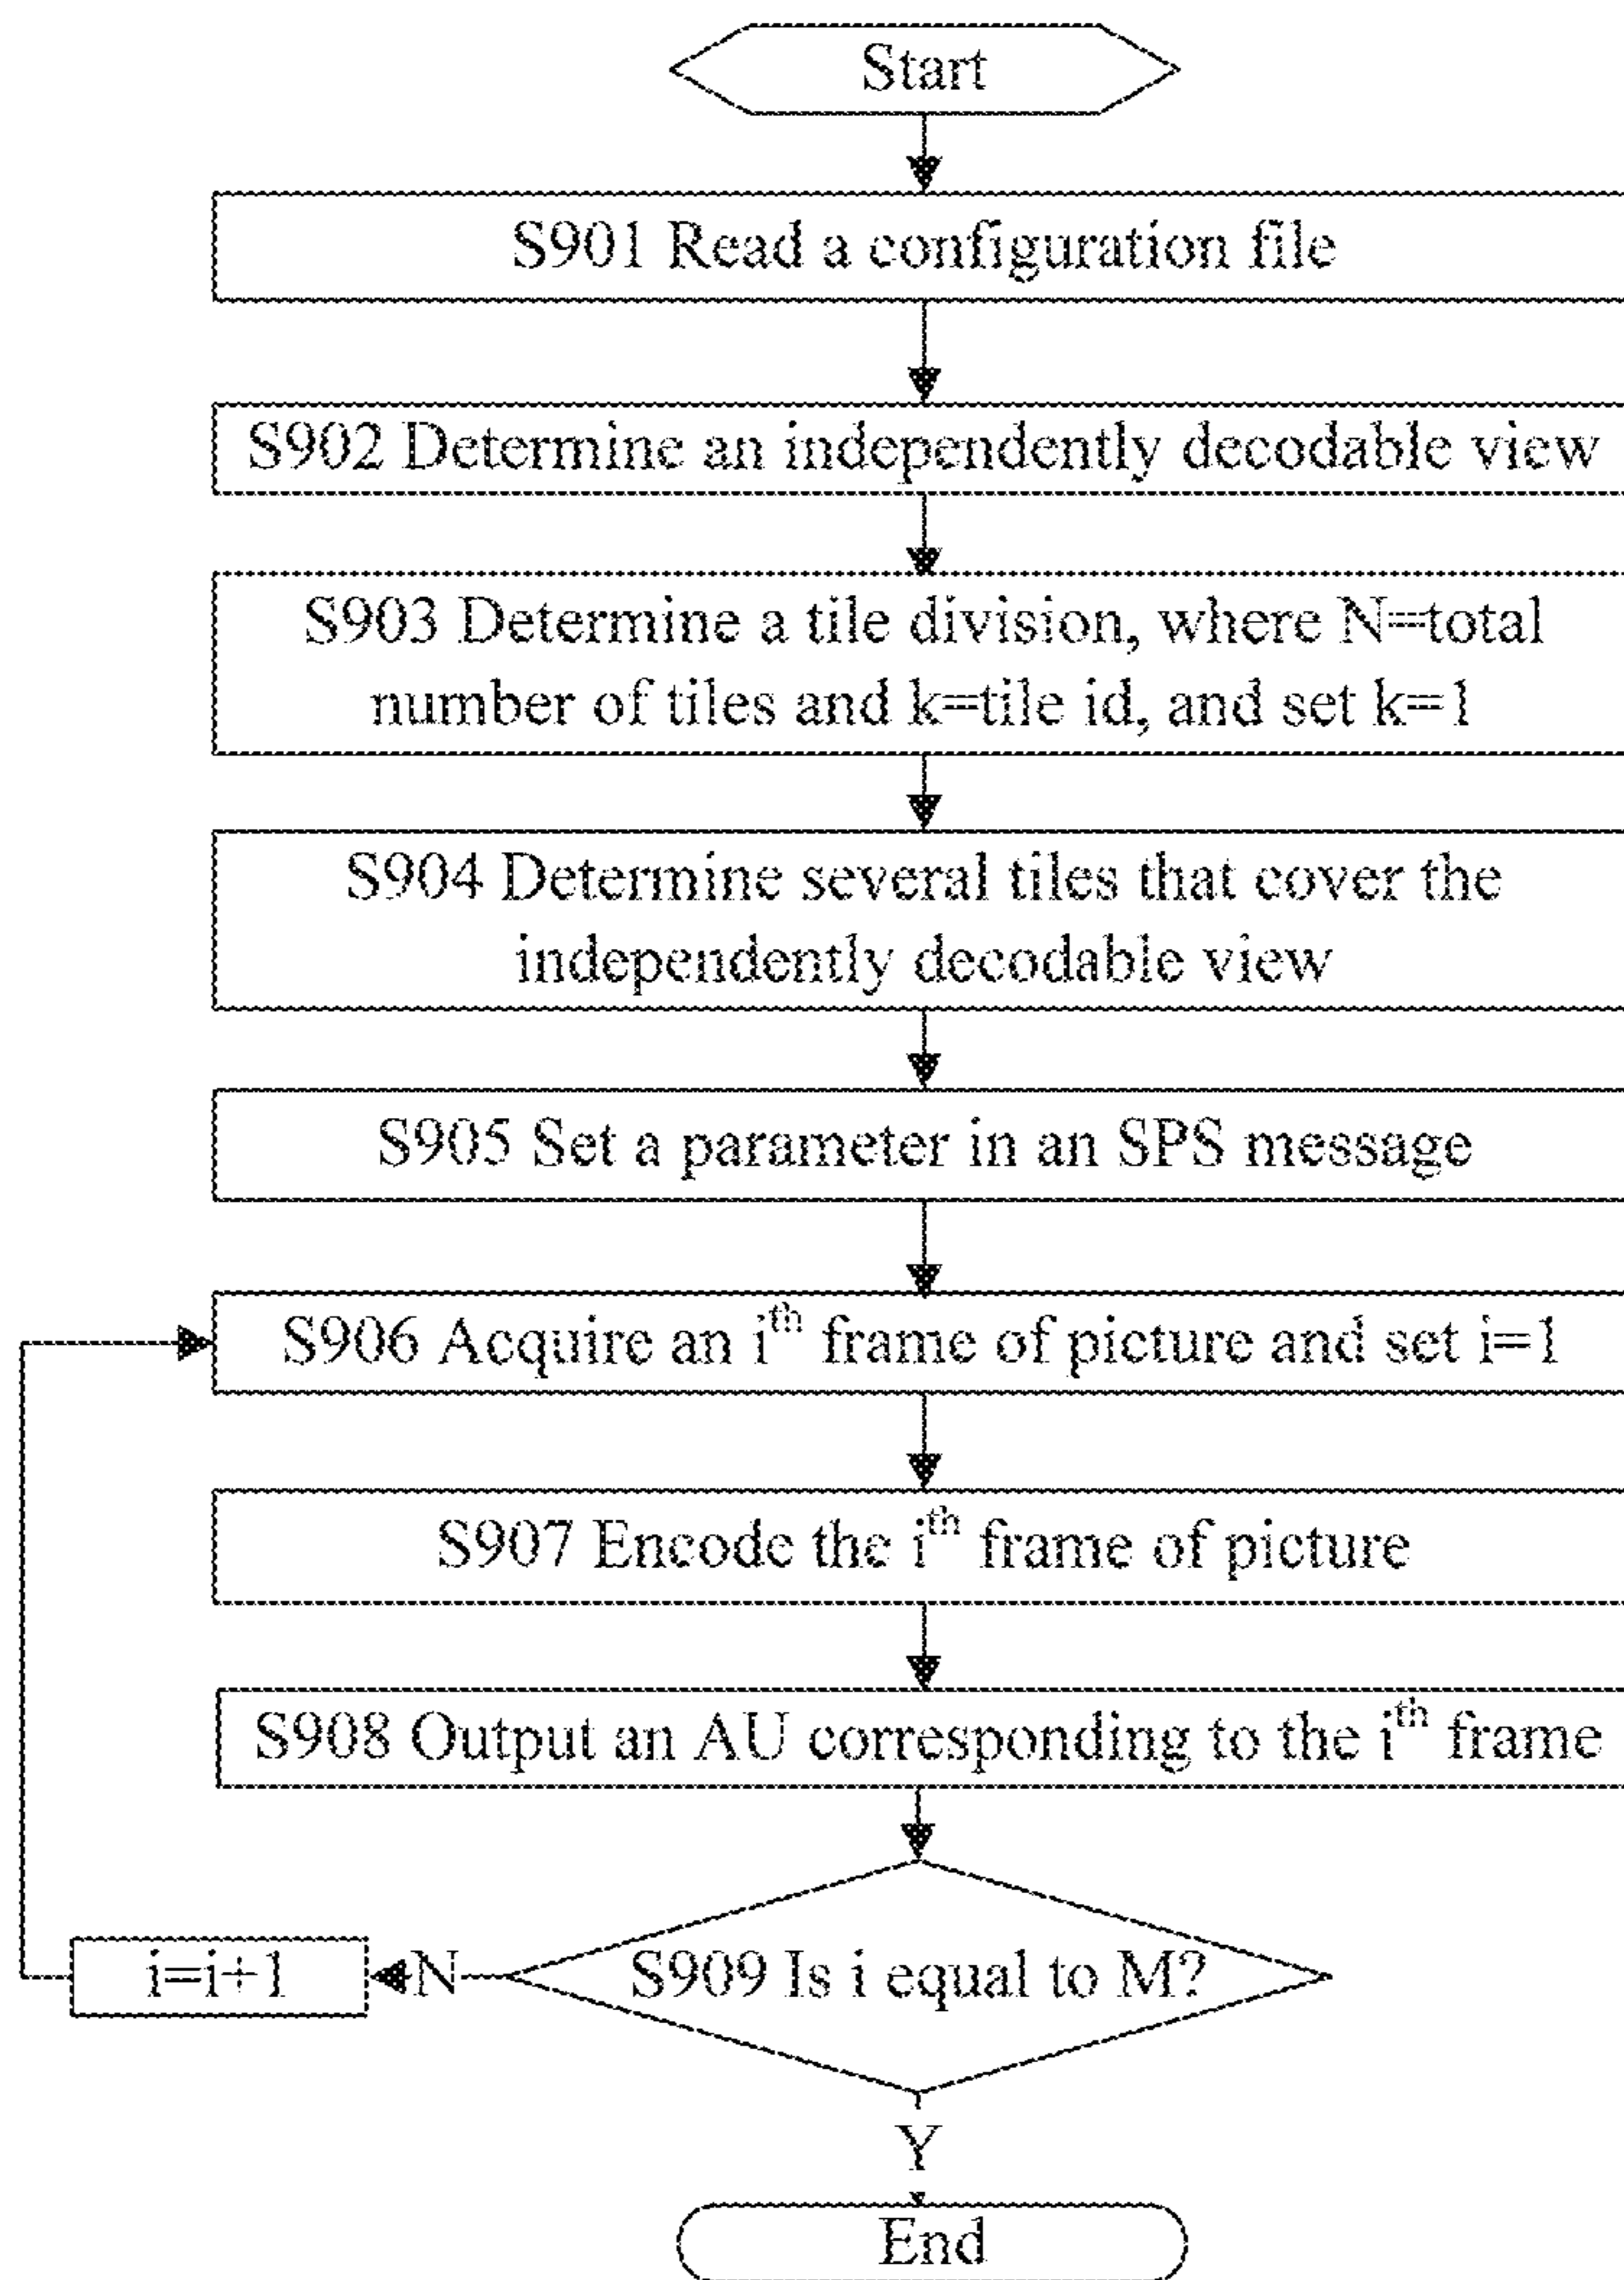 Start
S901 Read a configuration file
S902 Determine an independently decodable view
S903 Determine a tile division, where N=total
number of tiles and k=tile id, and set k=1
S904 Determine several tiles that cover the
independently decodable view
S905 Set a parameter in an SPS message
S906 Acquire an i^th frame of picture and set i=1
S907 Encode the i^th frame of picture
S908 Output an AU corresponding to the i^th frame
i=i+1
N
S909 Is i equal to M?
Y
End